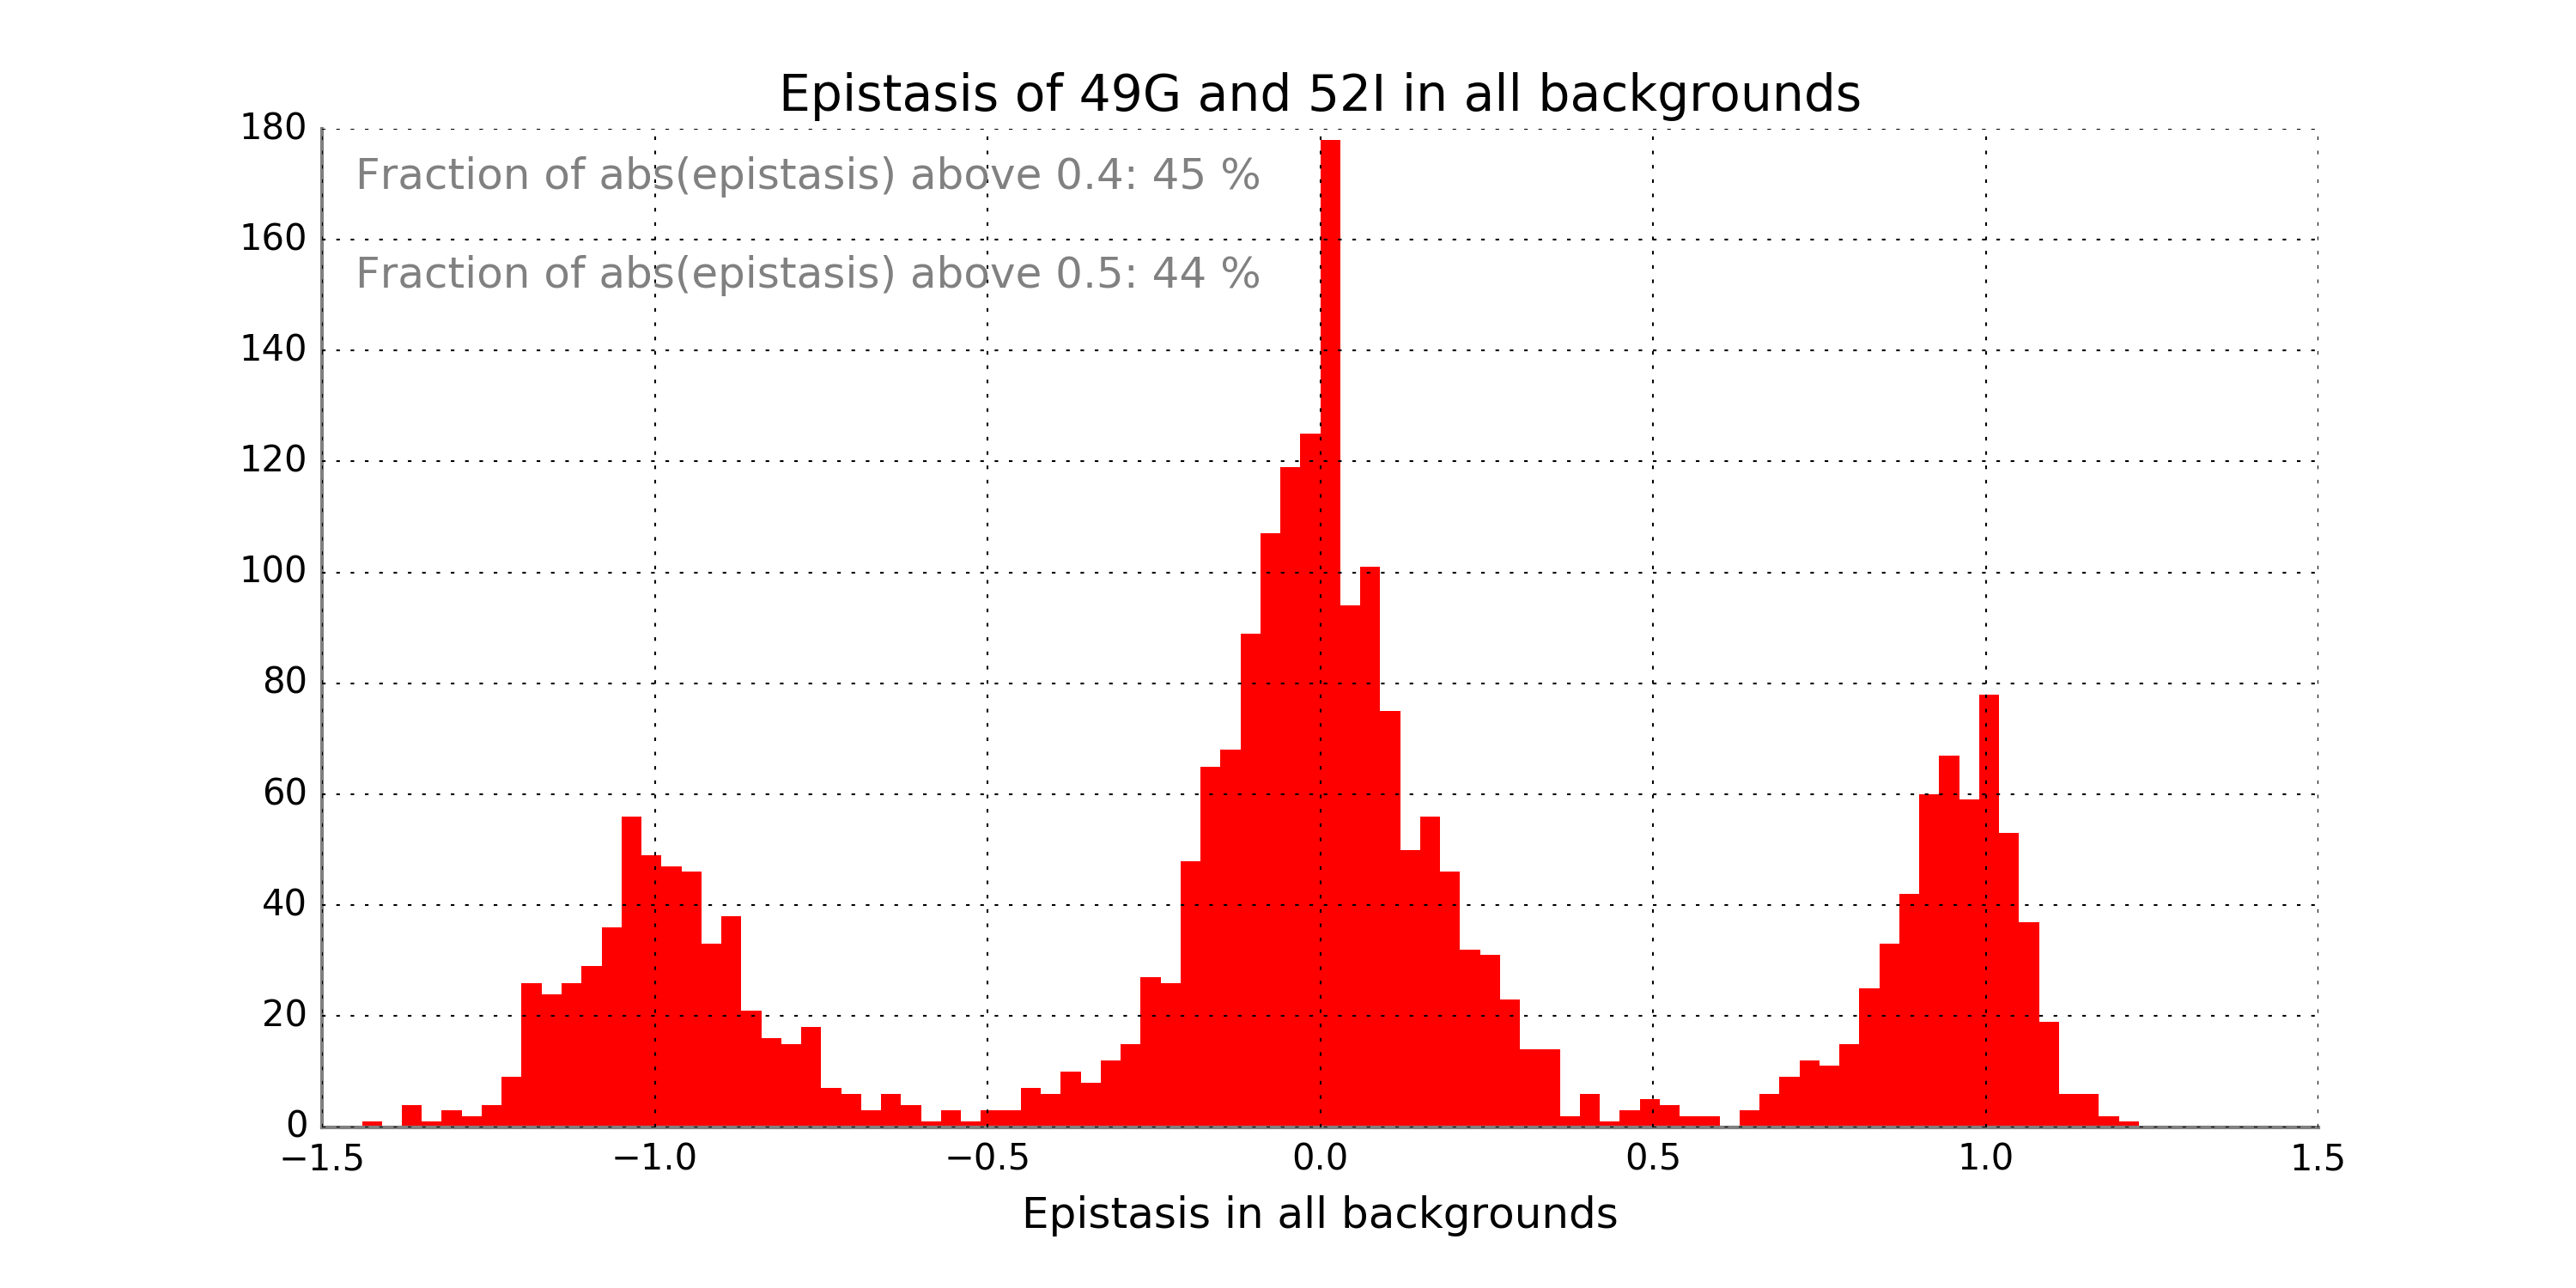 Epistasis of 49G and 52I in all backgrounds
180
Fraction of abs(epistasis) above 0.4: 45 %
160
Fraction of abs(epistasis) above 0.5: 44 %
140
120
100
80
60
40
20
0
−1.5 −1.0 −0.5 0.0 0.5 1.0 1.5
Epistasis in all backgrounds